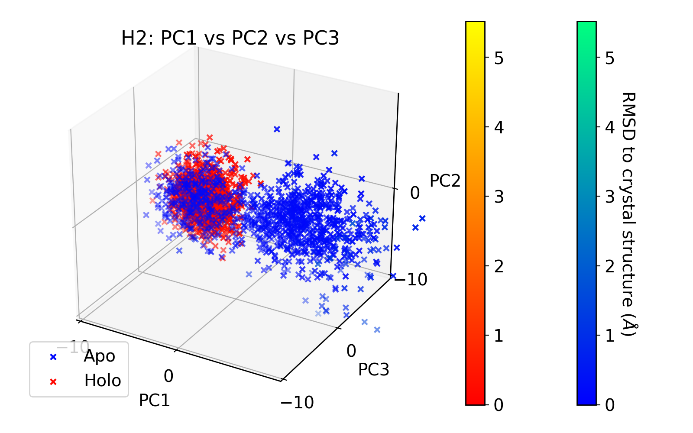 H2: PC1 vs PC2 vs PC3
PC2
0
−10
0
PC3
−10
−10
0
PC1
Apo
Holo
5
4
3
2
1
0
5
4
3
2
1
0
RMSD to crystal structure (Å)